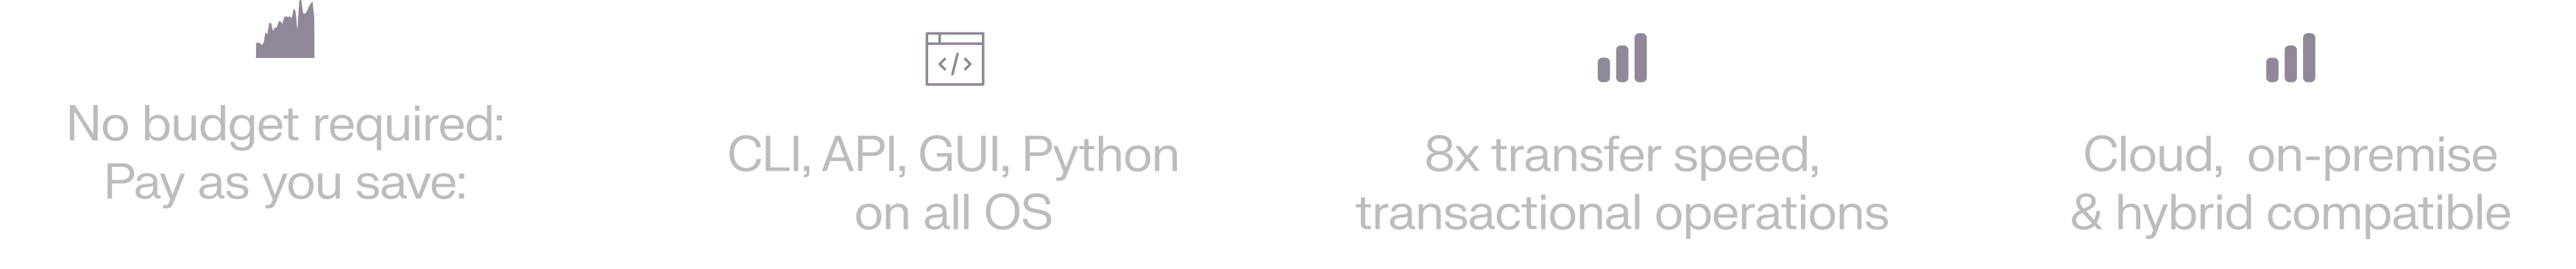 No budget required:
Pay as you save:
CLI, API, GUI, Python
on all OS
8x transfer speed,
transactional operations
Cloud,  on-premise
& hybrid compatible